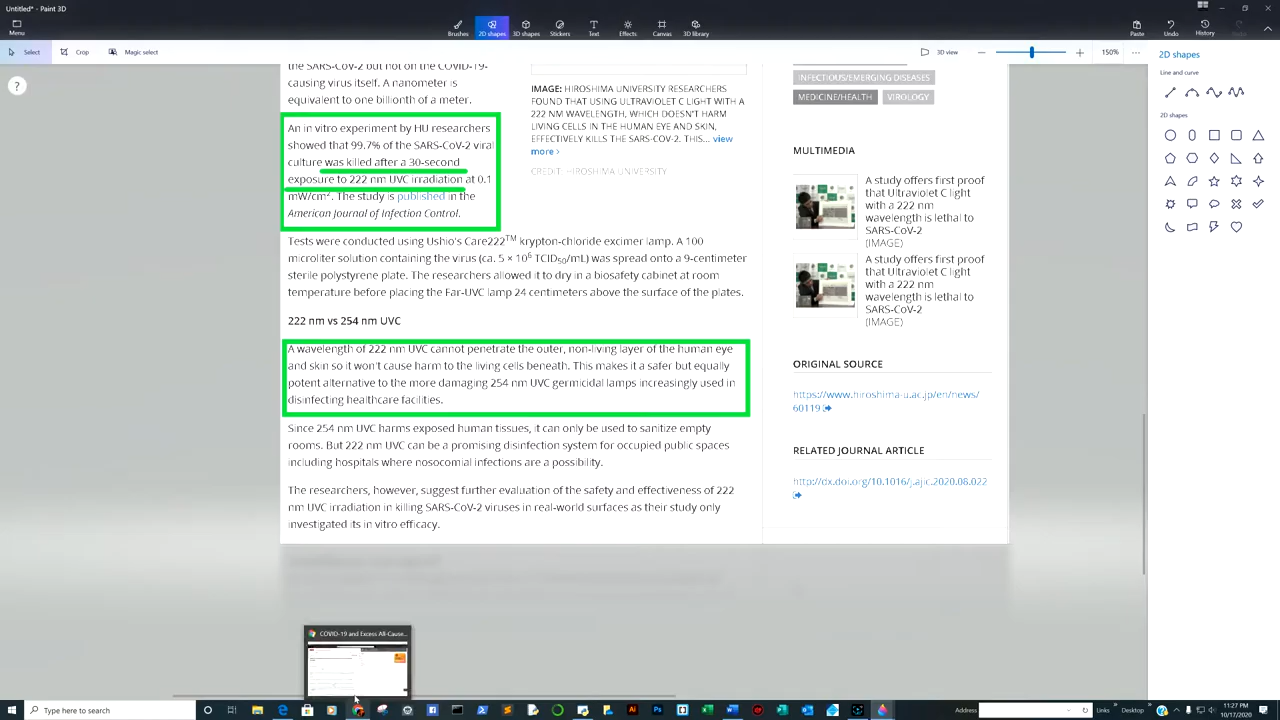 Untitled* - Paint 3D
Menu
Brushes
2D shapes
3D shapes
Stickers
Text
Effects
Canvas
3D library
Paste
Undo
History
Select
Crop
Magic select
3D view
150%
the SARS-CoV-2 but not on the COVID-19-
causing virus itself. A nanometer is
equivalent to one billionth of a meter.
An in vitro experiment by HU researchers
showed that 99.7% of the SARS-CoV-2 viral
culture was killed after a 30-second
exposure to 222 nm UVC irradiation at 0.1
mW/cm². The study is published in the
American Journal of Infection Control.
IMAGE: HIROSHIMA UNIVERSITY RESEARCHERS
FOUND THAT USING ULTRAVIOLET C LIGHT WITH A
222 NM WAVELENGTH, WHICH DOESN'T HARM
LIVING CELLS IN THE HUMAN EYE AND SKIN,
EFFECTIVELY KILLS THE SARS-COV-2. THIS... view
more >
CREDIT: HIROSHIMA UNIVERSITY
Tests were conducted using Ushio's Care222TM krypton-chloride excimer lamp. A 100
microliter solution containing the virus (ca. 5 × 10⁶ TCID₅₀/mL) was spread onto a 9-centimeter
sterile polystyrene plate. The researchers allowed it to dry in a biosafety cabinet at room
temperature before placing the Far-UVC lamp 24 centimeters above the surface of the plates.
222 nm vs 254 nm UVC
A wavelength of 222 nm UVC cannot penetrate the outer, non-living layer of the human eye
and skin so it won't cause harm to the living cells beneath. This makes it a safer but equally
potent alternative to the more damaging 254 nm UVC germicidal lamps increasingly used in
disinfecting healthcare facilities.
Since 254 nm UVC harms exposed human tissues, it can only be used to sanitize empty
rooms. But 222 nm UVC can be a promising disinfection system for occupied public spaces
including hospitals where nosocomial infections are a possibility.
The researchers, however, suggest further evaluation of the safety and effectiveness of 222
nm UVC irradiation in killing SARS-CoV-2 viruses in real-world surfaces as their study only
investigated its in vitro efficacy.
INFECTIOUS/EMERGING DISEASES
MEDICINE/HEALTH
VIROLOGY
MULTIMEDIA
A study offers first proof
that Ultraviolet C light
with a 222 nm
wavelength is lethal to
SARS-CoV-2
(IMAGE)
A study offers first proof
that Ultraviolet C light
with a 222 nm
wavelength is lethal to
SARS-CoV-2
(IMAGE)
ORIGINAL SOURCE
https://www.hiroshima-u.ac.jp/en/news/
60119
RELATED JOURNAL ARTICLE
http://dx.doi.org/10.1016/j.ajic.2020.08.022
2D shapes
Line and curve
2D shapes
COVID-19 and Excess All-Cause...
Type here to search
Address
Links
Desktop
11:27 PM
10/17/2020